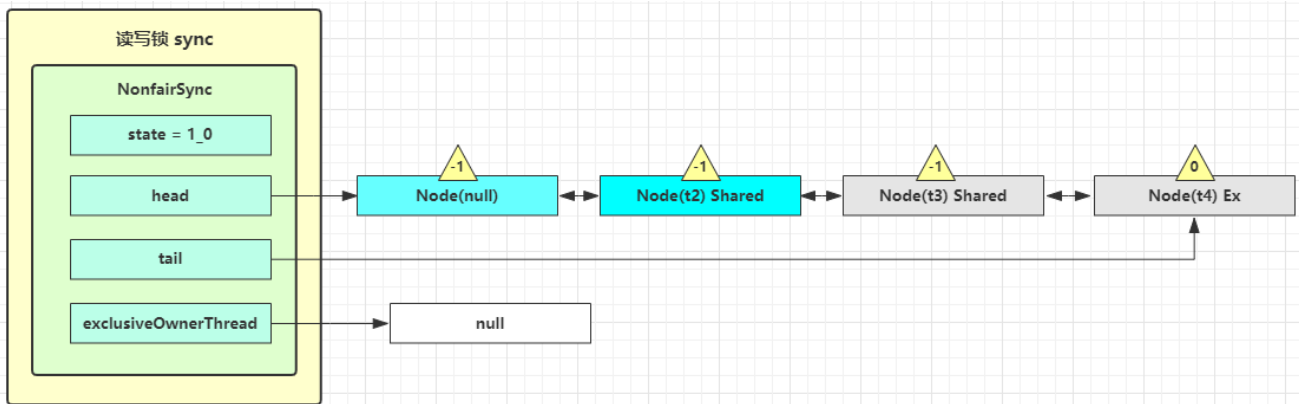 读写锁 sync
NonfairSync
state = 1_0
head
tail
exclusiveOwnerThread
-1
Node(null)
-1
Node(t2) Shared
-1
Node(t3) Shared
0
Node(t4) Ex
null